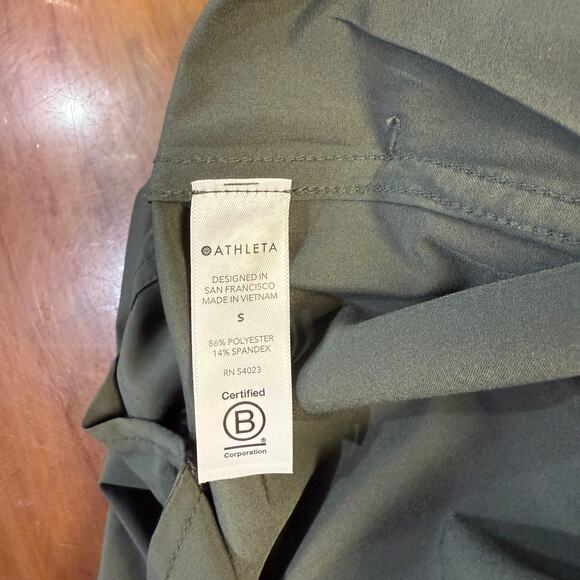 ATHLETA
DESIGNED IN
SAN FRANCISCO
MADE IN VIETNAM
S
86% POLYESTER
14% SPANDEX
RN 54023
Certified
B
®
Corporation